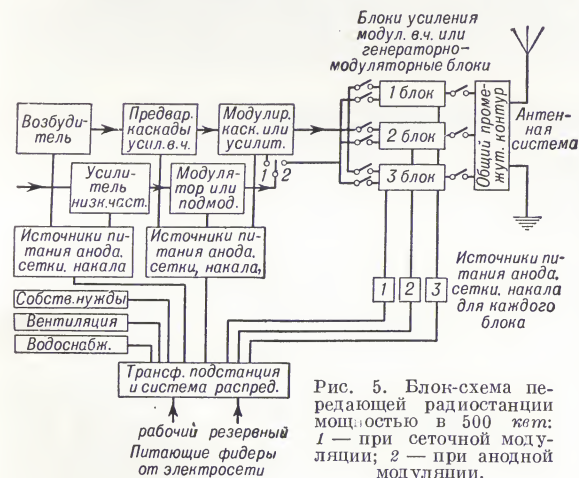 Блоки усиления
модул. в.ч. или
генераторно-
модуляторные блоки
Возбуди
тель
Предвар.
каскады
усил. в.ч.
Модулир.
каск. или
усилит.
1 блок
2 блок
3 блок
Общий проме-
жут. контур
Антен-
ная
система
Усили-
тель
низк. част.
Модуля-
тор или
подмод.
1
2
Источники пи-
тания анода,
сетки, накала
Источники пи-
тания анода,
сетки, накала,
1
2
3
Источники пи-
тания анода,
сетки, накала
для каждого
блока
Собств. нужды
Вентиляция
Водоснабж.
Трансф. подстанция
и система распред.
рабочий резервный
Питающие фидеры
от электросети
Рис. 5. Блок-схема пе-
редающей радиостанции
мощностью в 500 квт:
1 — при сеточной моду-
ляции; 2 — при анодной
модуляции.